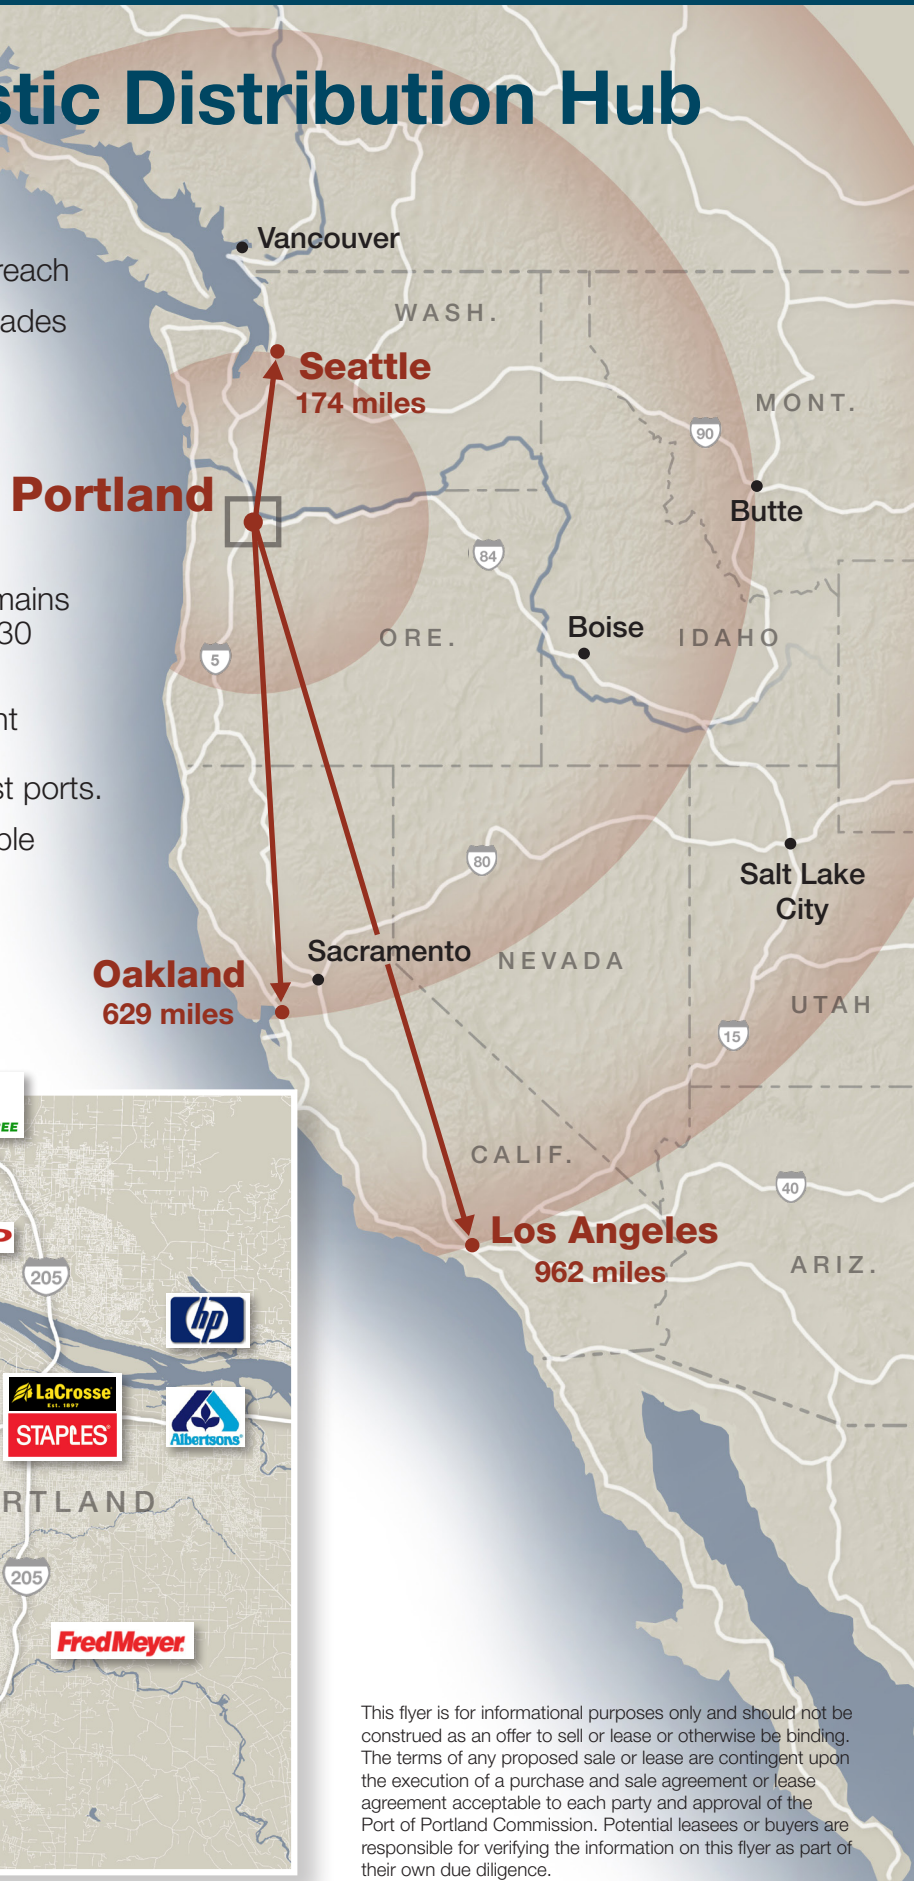 stic Distribution Hub
Vancouver
reach
ades
WASH.
Seattle
174 miles
MONT.
90
Portland
Butte
84
mains
30
Boise
ORE.
IDAHO
5
nt
st ports.
ble
80
Salt Lake
City
Sacramento
NEVADA
Oakland
629 miles
UTAH
15
EE
CALIF.
40
Los Angeles
962 miles
ARIZ.
205
hp
LaCrosse
Est. 1897
STAPLES
Albertsons
RTLAND
205
FredMeyer
This flyer is for informational purposes only and should not be
construed as an offer to sell or lease or otherwise be binding.
The terms of any proposed sale or lease are contingent upon
the execution of a purchase and sale agreement or lease
agreement acceptable to each party and approval of the
Port of Portland Commission. Potential leasees or buyers are
responsible for verifying the information on this flyer as part of
their own due diligence.